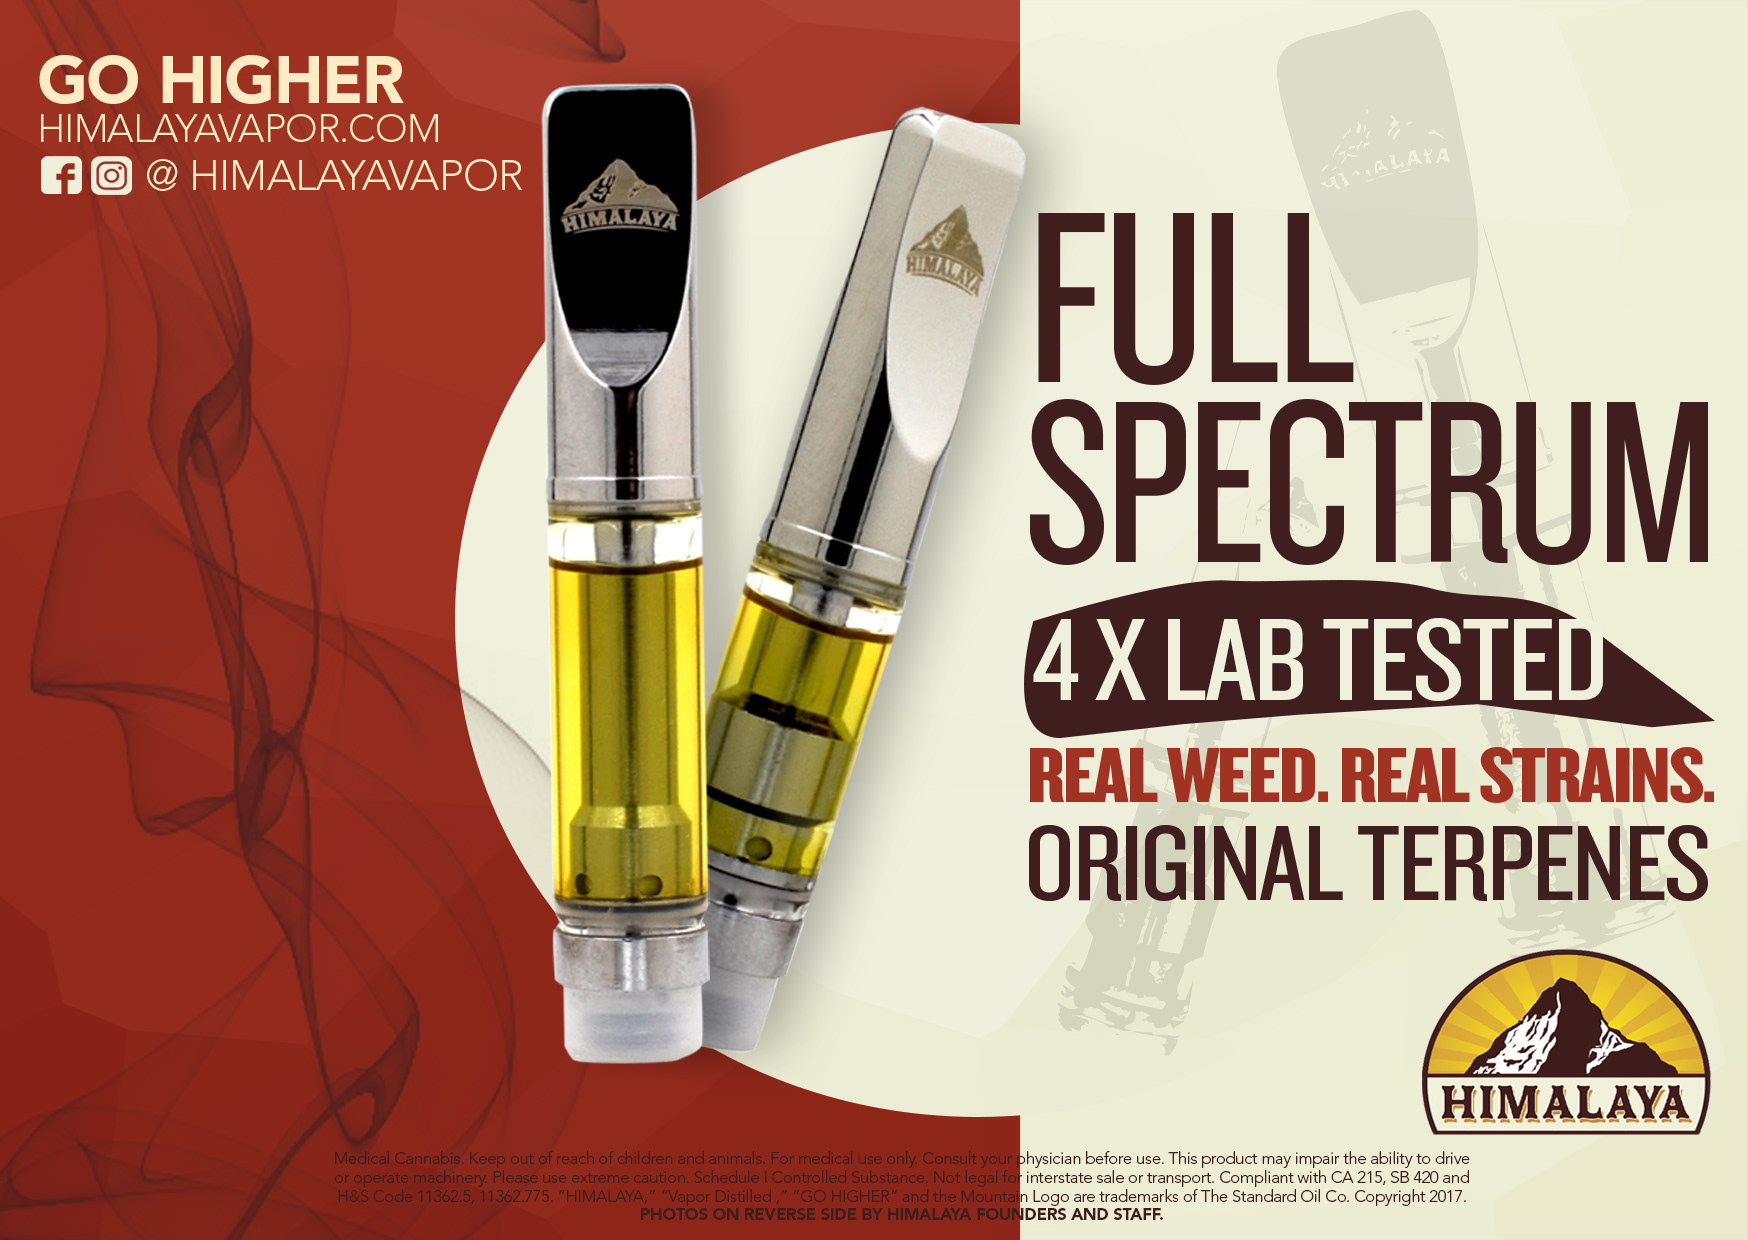 GO HIGHER
HIMALAYAVAPOR.COM
@ HIMALAYAVAPOR
HIMALAYA
HIMALAYA
HIMALAYA
FULL
SPECTRUM
4 X LAB TESTED
REAL WEED. REAL STRAINS.
ORIGINAL TERPENES
HIMALAYA
Medical Cannabis. Keep out of reach of children and animals. For medical use only. Consult your physician before use. This product may impair the ability to drive
or operate machinery. Please use extreme caution. Schedule I Controlled Substance. Not legal for interstate sale or transport. Compliant with CA 215, SB 420 and
H&S Code 11362.5, 11362.775. "HIMALAYA," "Vapor Distilled ," "GO HIGHER" and the Mountain Logo are trademarks of The Standard Oil Co. Copyright 2017.
PHOTOS ON REVERSE SIDE BY HIMALAYA FOUNDERS AND STAFF.